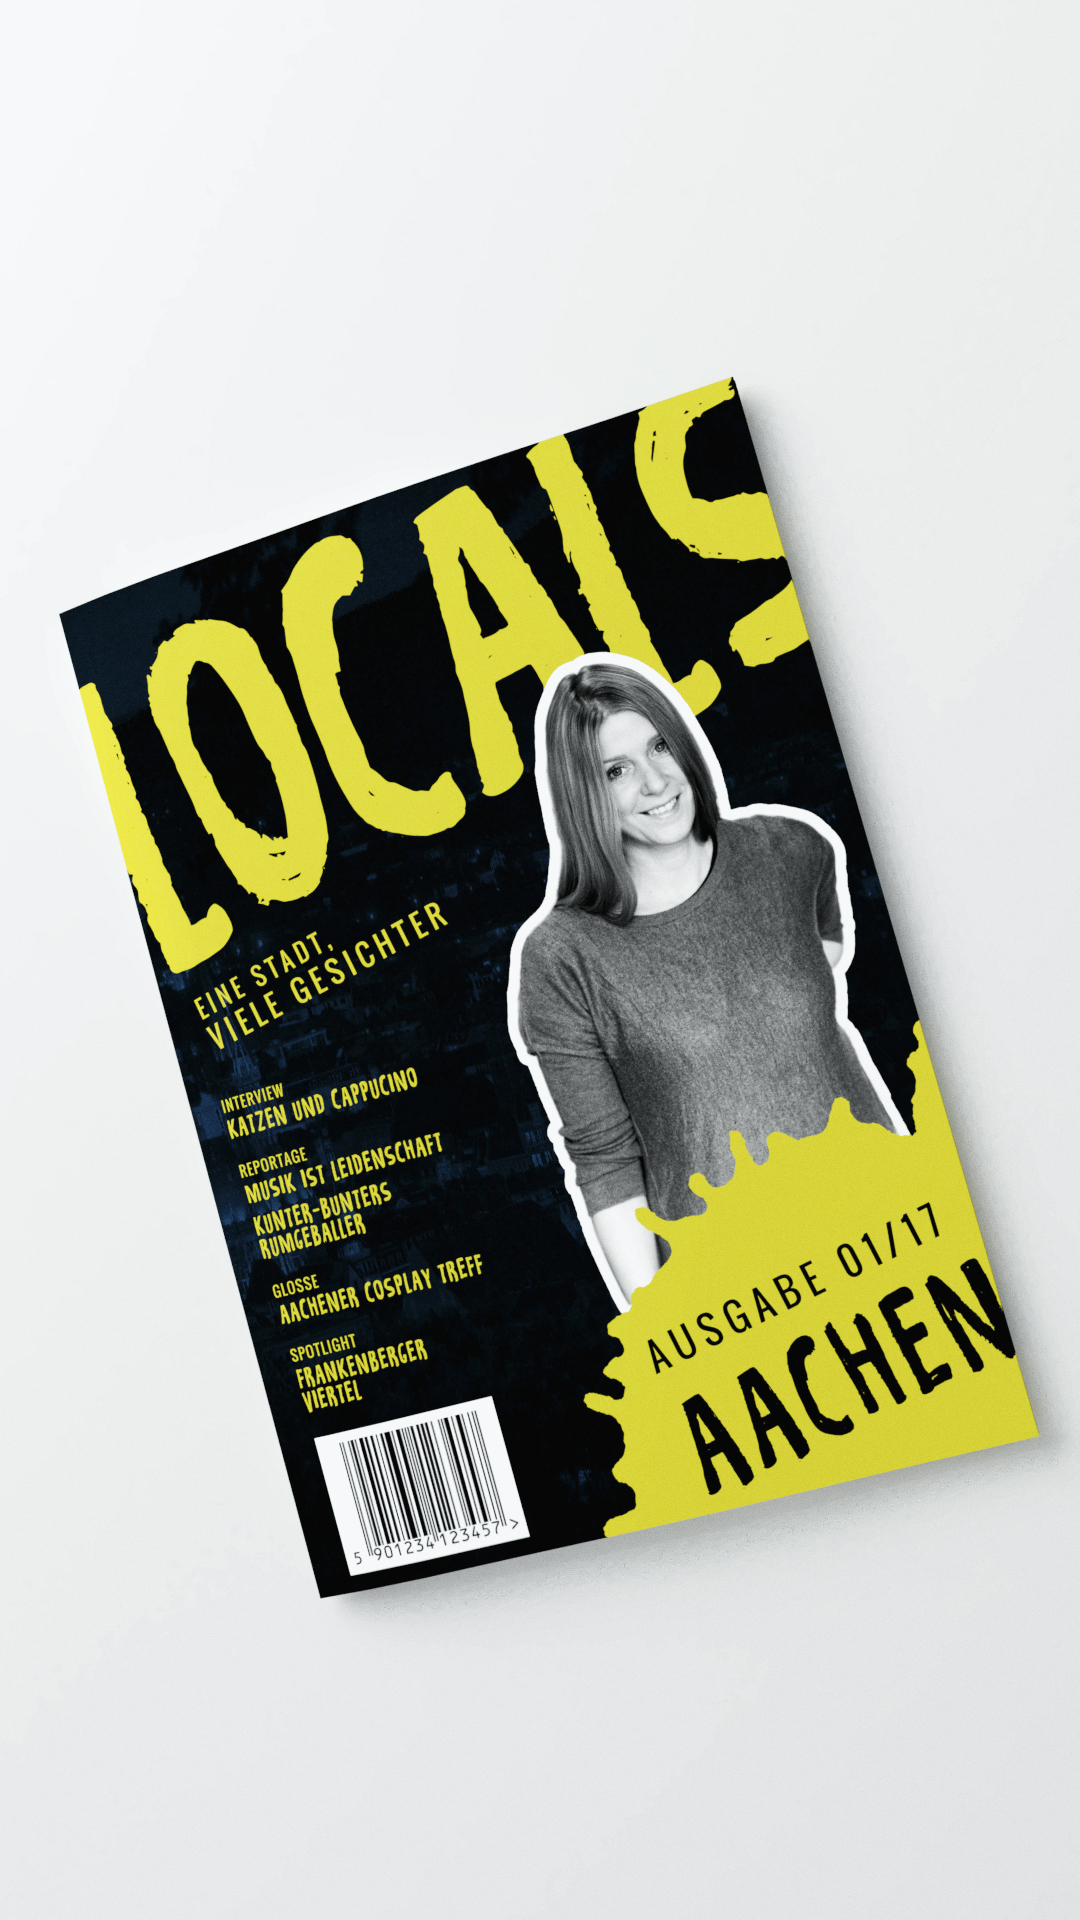 LOCALS
EINE STADT,
VIELE GESICHTER
INTERVIEW
KATZEN UND CAPPUCINO
REPORTAGE
MUSIK IST LEIDENSCHAFT
KUNTER-BUNTERS
RUMGEBALLER
GLOSSE
AACHENER COSPLAY TREFF
SPOTLIGHT
FRANKENBERGER
VIERTEL
5 901234 123457 >
AUSGABE 01/17
AACHEN